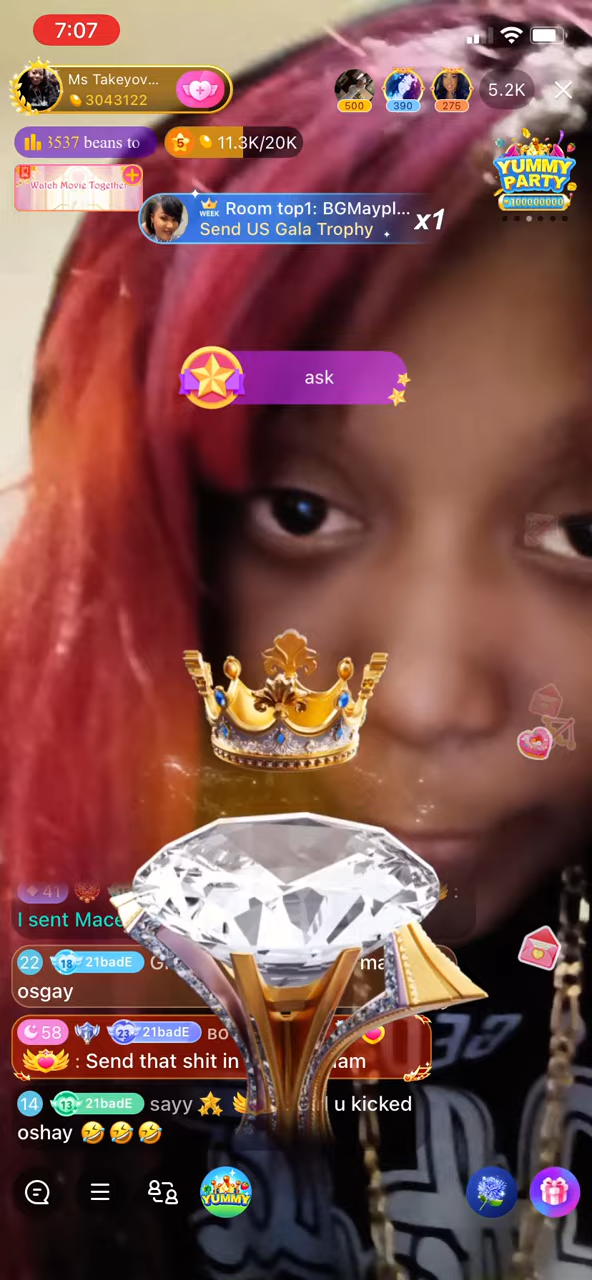 7:07
Ms Takeyov...
3043122
500
390
275
5.2K
3537 beans to
5 11.3K/20K
Watch Movie Together
YUMMY
PARTY
100000000
WEEK Room top1: BGMaypl...
Send US Gala Trophy
x1
ask
41
I sent Mace
22 18 21badE
osgay
58 23 21badE
: Send that shit in
14 13 21badE sayy u kicked
oshay 🤣🤣🤣
YUMMY